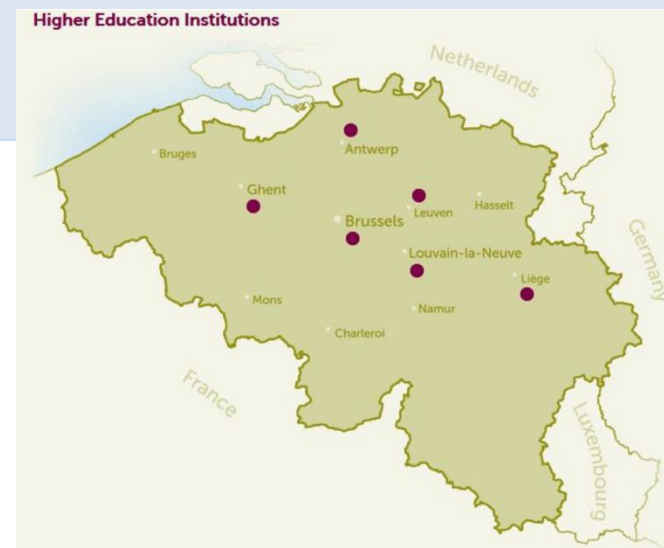 Higher Education Institutions
Netherlands
Bruges
Antwerp
Ghent
Hasselt
Leuven
Brussels
Louvain-la-Neuve
Germany
Liège
Mons
Namur
Charleroi
France
Luxembourg